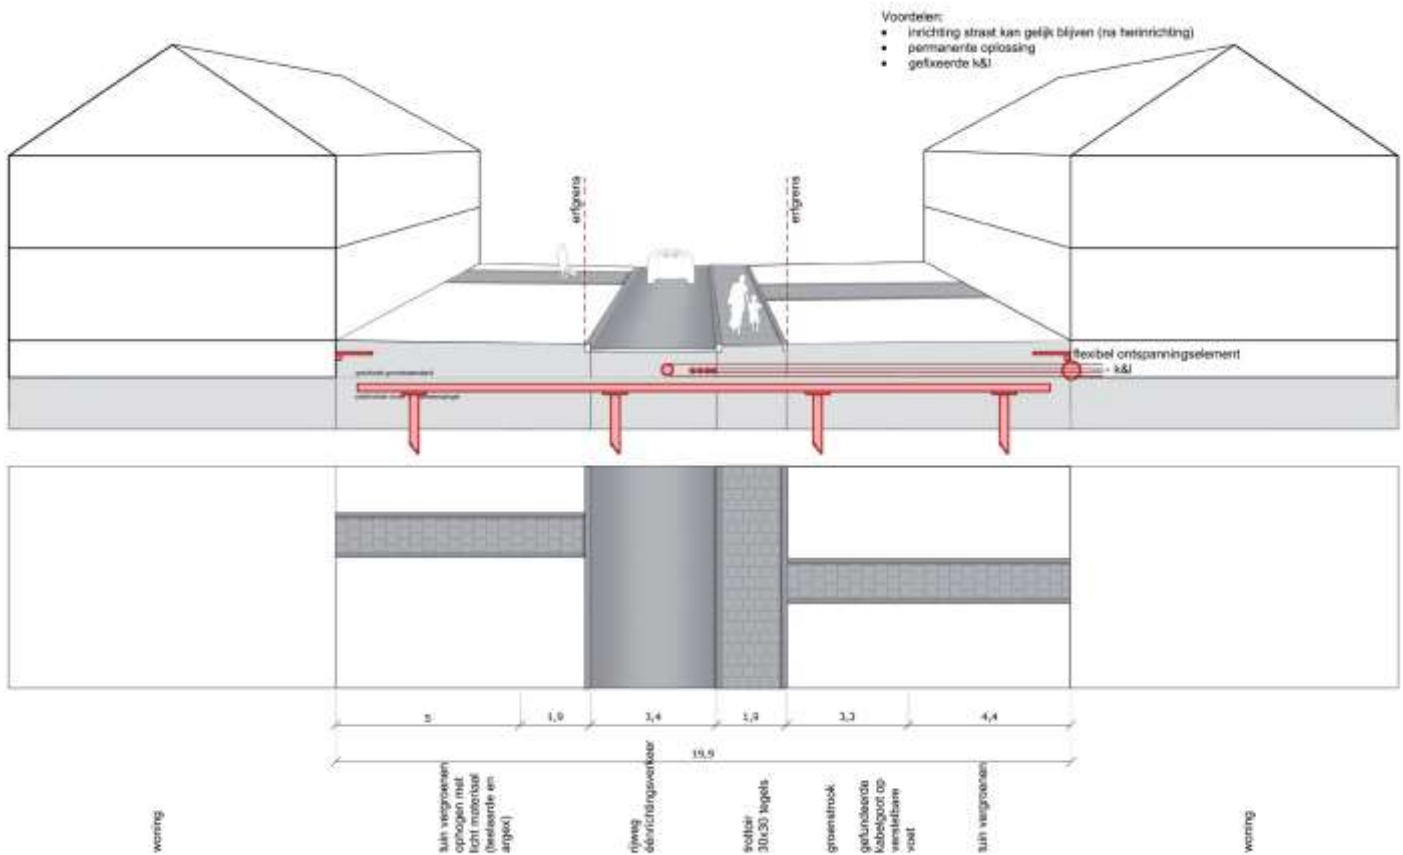 Voordelen:
• inrichting straat kan gelijk blijven (na herinrichting)
• permanente oplossing
• gefixeerde k&l
erfgrens
erfgrens
flexibel ontspanningselement
k&l
5
1,9
3,4
1,9
3,3
4,4
19,9
woning
tuin vergroenen
ophogen met
licht materiaal
(teelaarde en
argex)
rijweg
éénrichtingsverkeer
trottoir
30x30 tegels
groenstrook
gefundeerde
kabelgoot op
verstelbare
voet
tuin vergroenen
woning